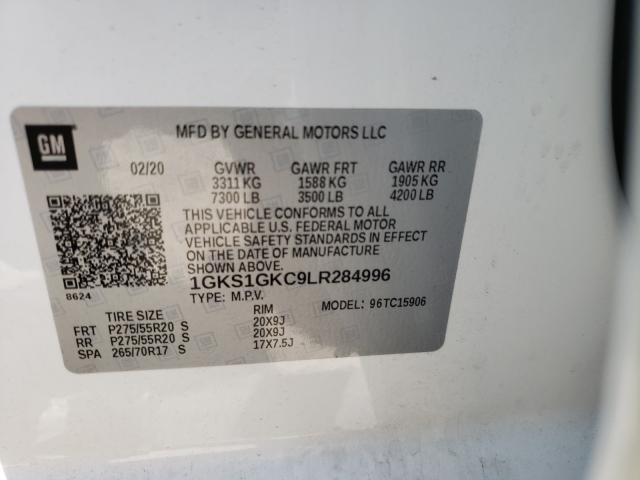 GM
MFD BY GENERAL MOTORS LLC
02/20 GVWR GAWR FRT GAWR RR
3311 KG 1588 KG 1905 KG
7300 LB 3500 LB 4200 LB
THIS VEHICLE CONFORMS TO ALL
APPLICABLE U.S. FEDERAL MOTOR
VEHICLE SAFETY STANDARDS IN EFFECT
ON THE DATE OF MANUFACTURE
SHOWN ABOVE.
8624
1GKS1GKC9LR284996
TYPE: M.P.V. MODEL: 96TC15906
TIRE SIZE RIM
FRT P275/55R20 S 20X9J
RR P275/55R20 S 20X9J
SPA 265/70R17 S 17X7.5J